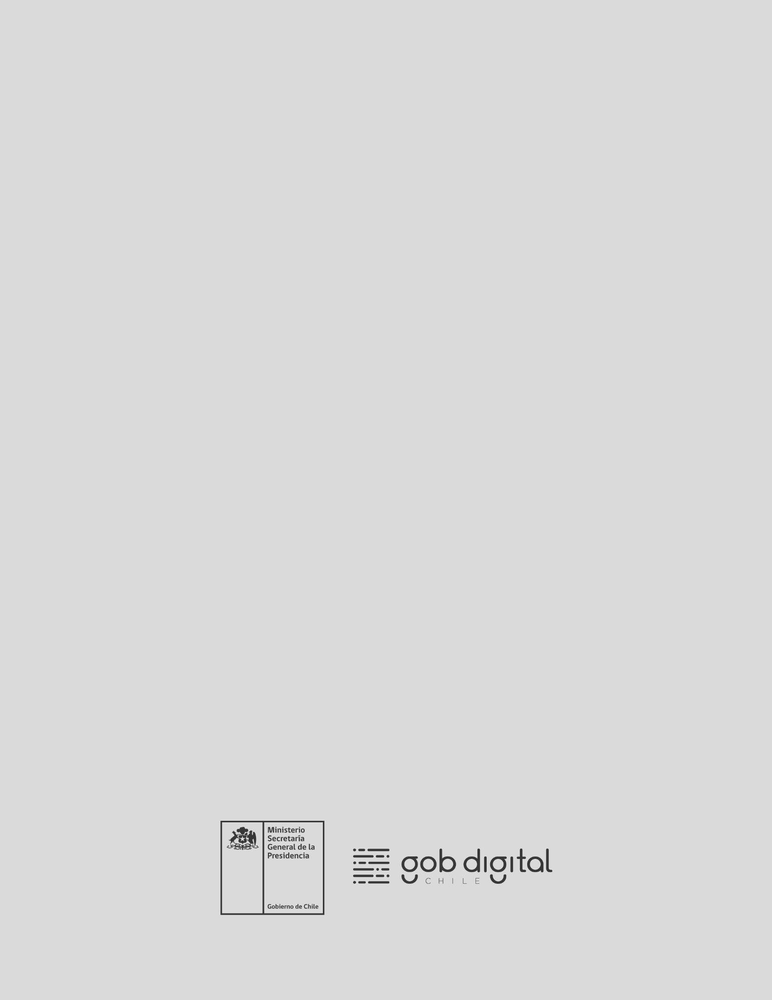 Ministerio
Secretaría
General de la
Presidencia
Gobierno de Chile
gob digital
CHILE